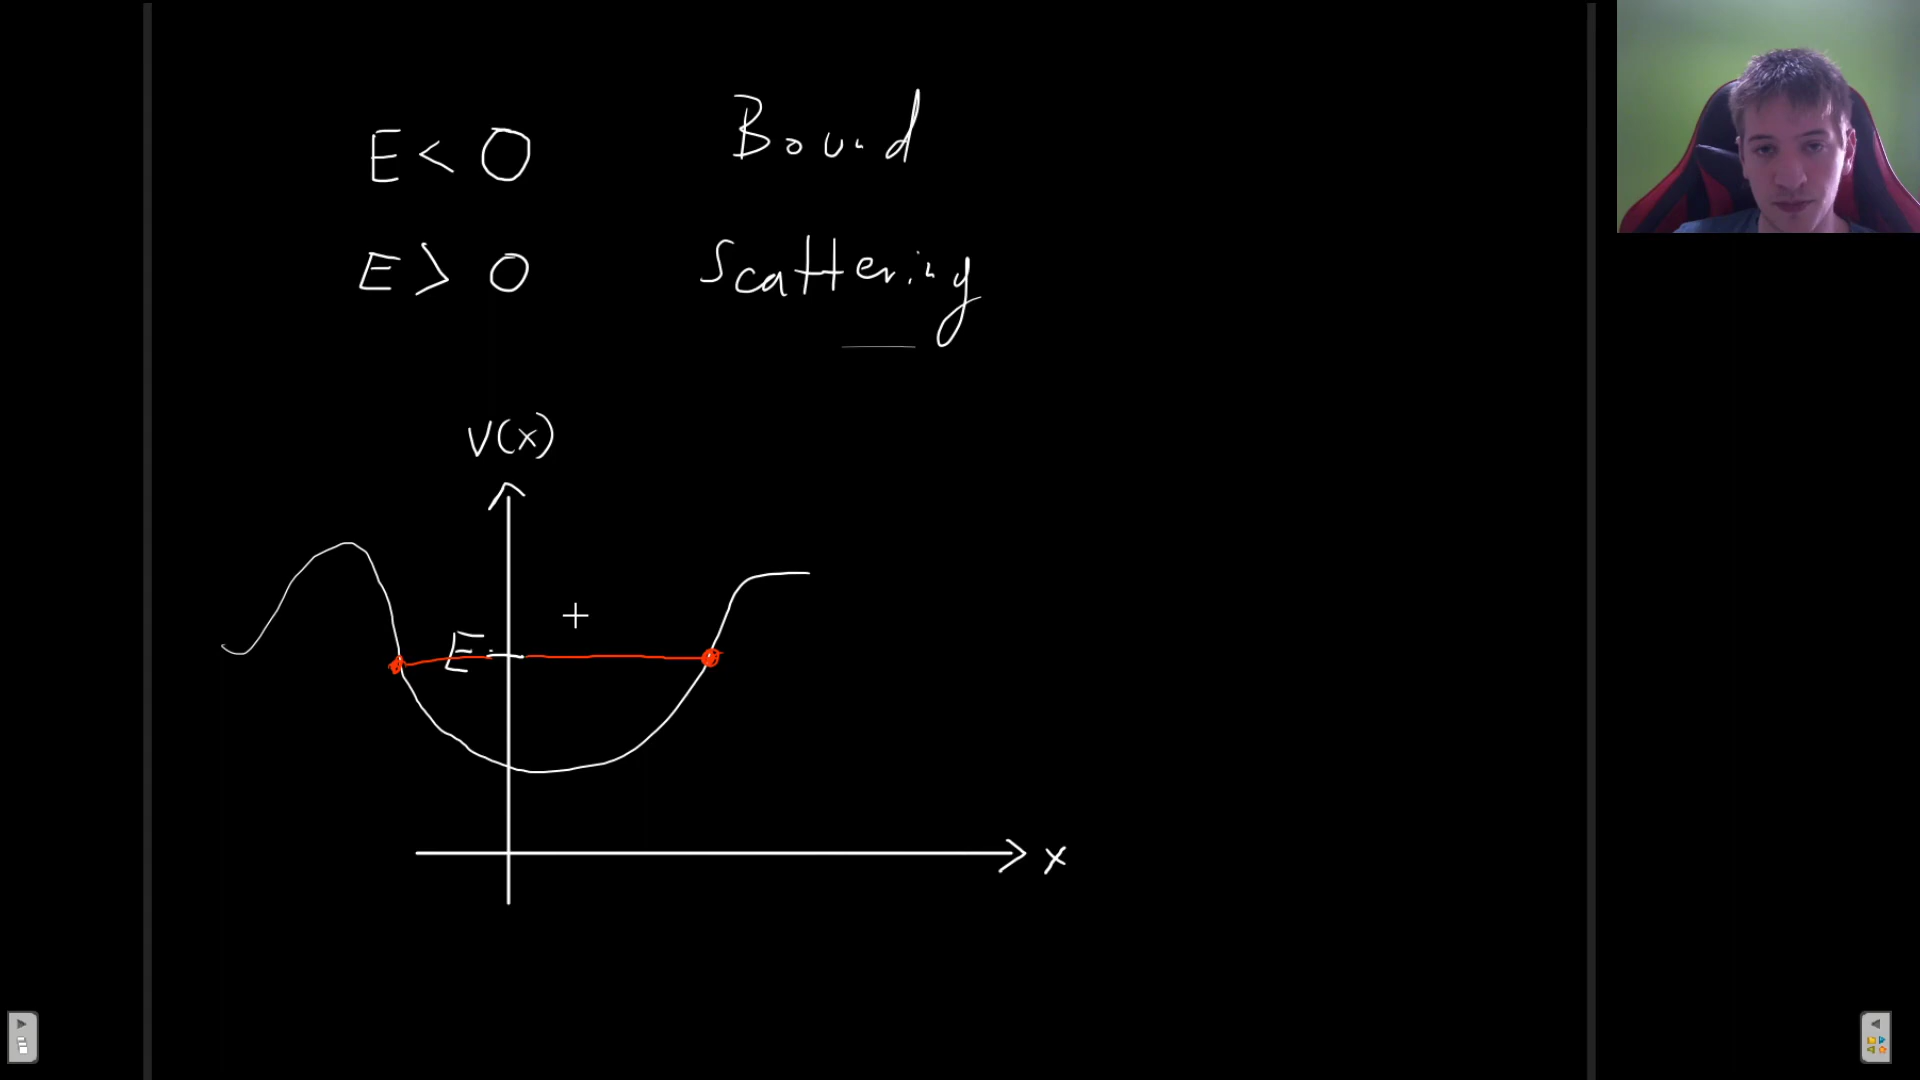 E < 0 Bound
E > 0 Scattering
V(x)
E
x